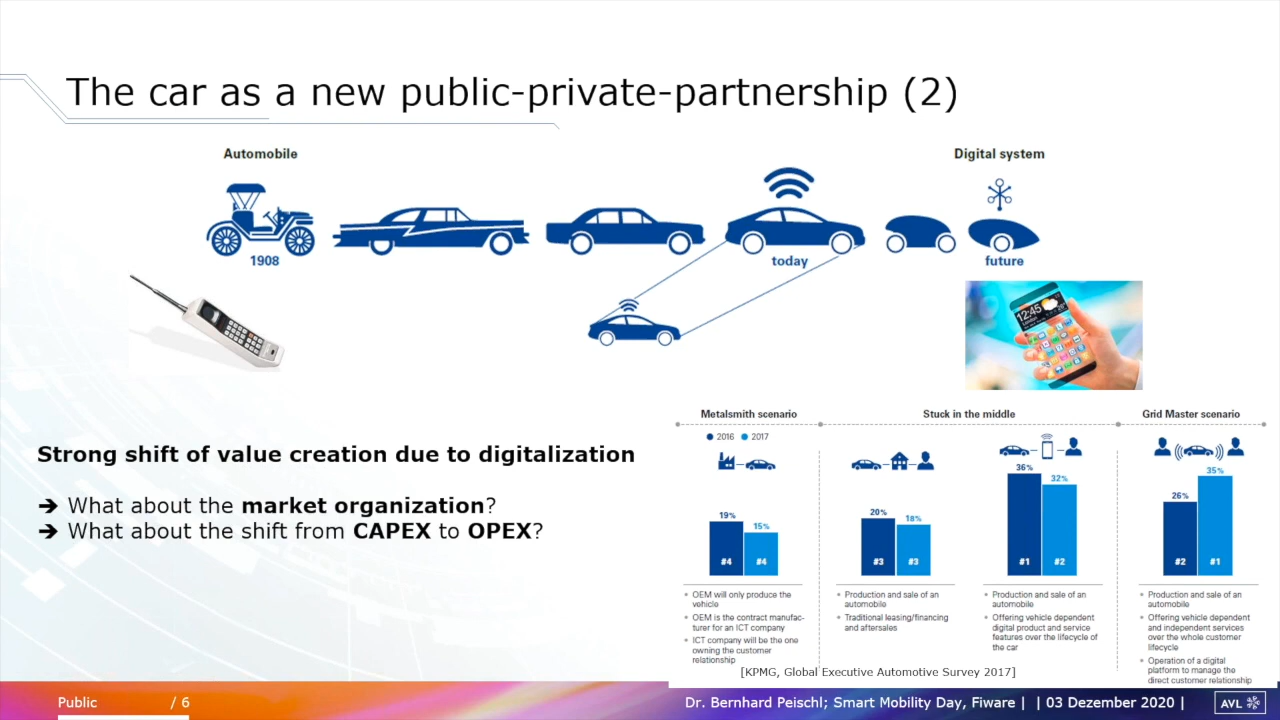 The car as a new public-private-partnership (2)
Automobile
Digital system
1908
today
future
12:45
London
Strong shift of value creation due to digitalization
➔ What about the market organization?
➔ What about the shift from CAPEX to OPEX?
Metalsmith scenario
Stuck in the middle
Grid Master scenario
2016
2017
19%
15%
#4
#4
20%
18%
#3
#3
36%
32%
#1
#2
26%
35%
#2
#1
• OEM will only produce the
vehicle
• OEM is the contract manufac-
turer for an ICT company
• ICT company will be the one
owning the customer
relationship
• Production and sale of an
automobile
• Traditional leasing/financing
and aftersales
• Production and sale of an
automobile
• Offering vehicle dependent
digital product and service
features over the lifecycle of
the car
• Production and sale of an
automobile
• Offering vehicle dependent
and independent services
over the whole customer
lifecycle
• Operation of a digital
platform to manage the
direct customer relationship
[KPMG, Global Executive Automotive Survey 2017]
Public
/ 6
Dr. Bernhard Peischl; Smart Mobility Day, Fiware | | 03 Dezember 2020 |
AVL